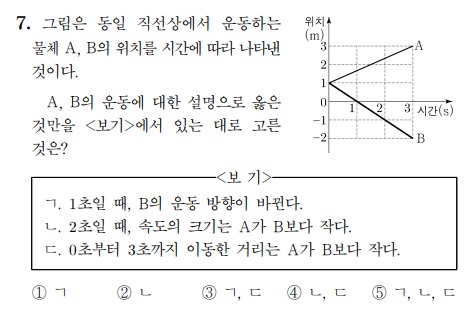 7. 그림은 동일 직선상에서 운동하는
물체 A, B의 위치를 시간에 따라 나타낸
것이다.
A, B의 운동에 대한 설명으로 옳은
것만을 <보기>에서 있는 대로 고른
것은?
위치
(m)
3
2
1
0
-1
-2
1 2 3 시간(s)
A
B
<보 기>
ㄱ. 1초일 때, B의 운동 방향이 바뀐다.
ㄴ. 2초일 때, 속도의 크기는 A가 B보다 작다.
ㄷ. 0초부터 3초까지 이동한 거리는 A가 B보다 작다.
① ㄱ ② ㄴ ③ ㄱ, ㄷ ④ ㄴ, ㄷ ⑤ ㄱ, ㄴ, ㄷ